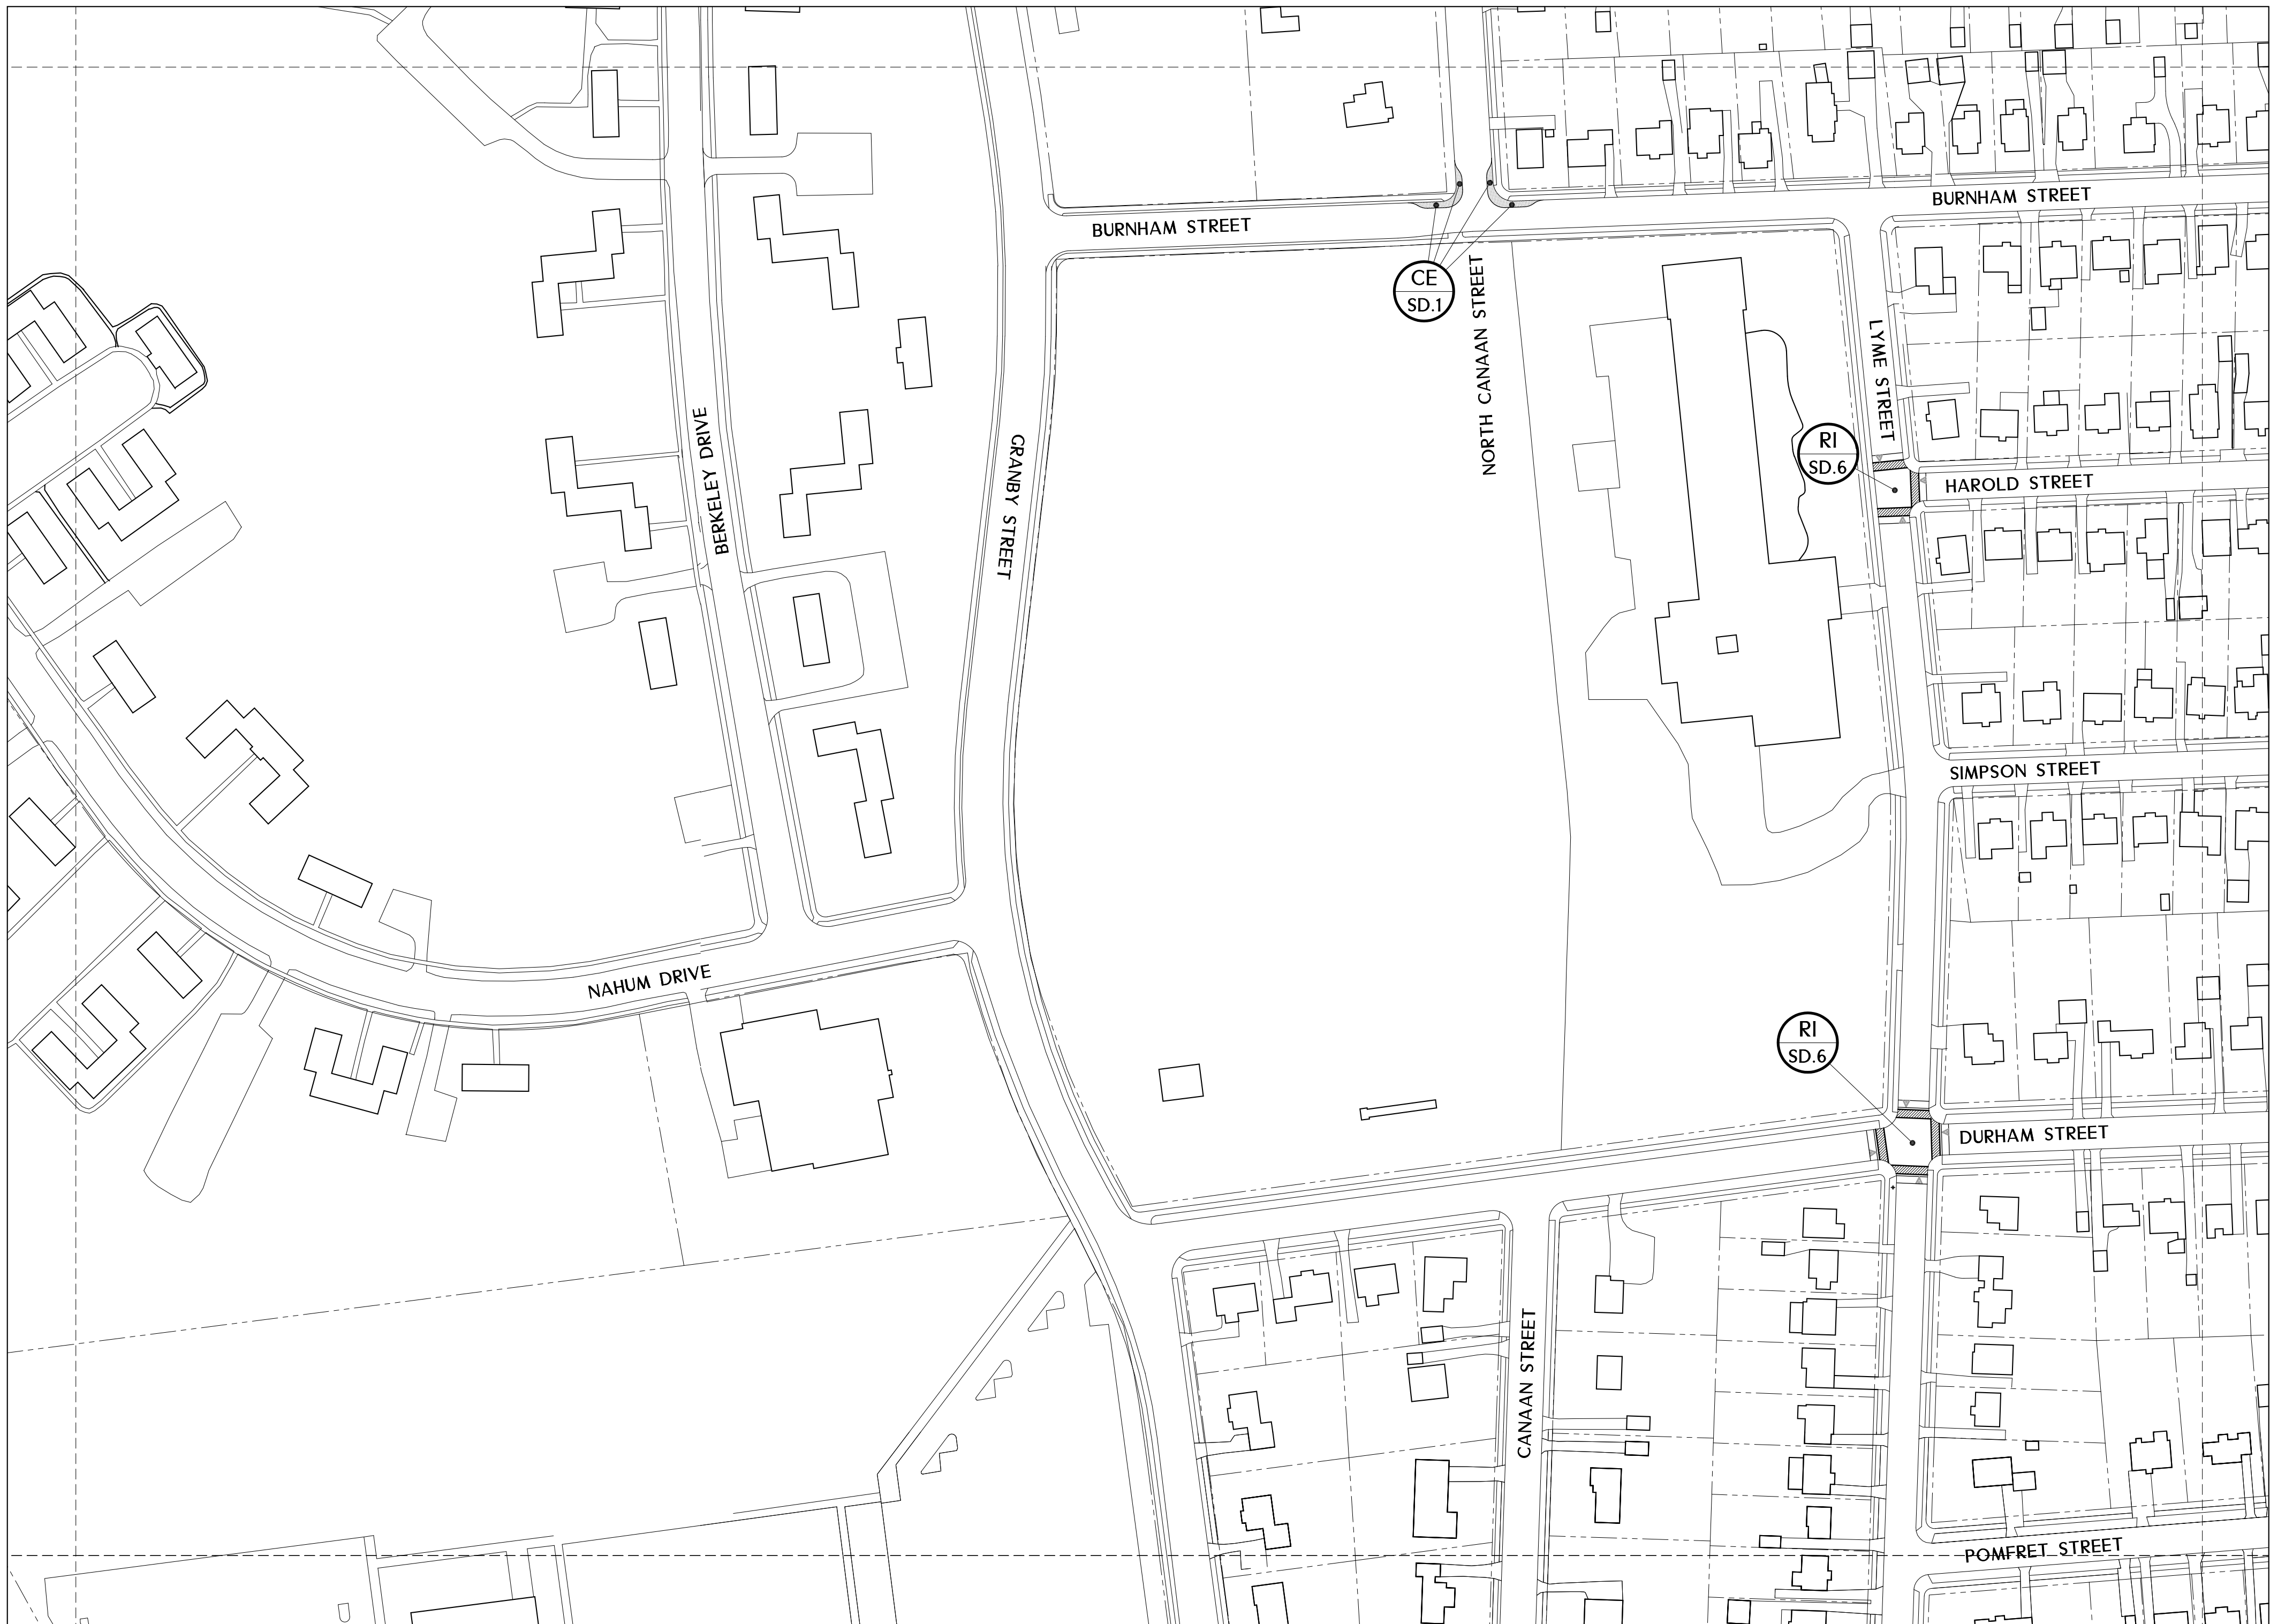 BURNHAM STREET
BURNHAM STREET
CE
SD.1
NORTH CANAAN STREET
LYME STREET
BERKELEY DRIVE
GRANBY STREET
RI
SD.6
HAROLD STREET
SIMPSON STREET
NAHUM DRIVE
RI
SD.6
DURHAM STREET
CANAAN STREET
POMFRET STREET